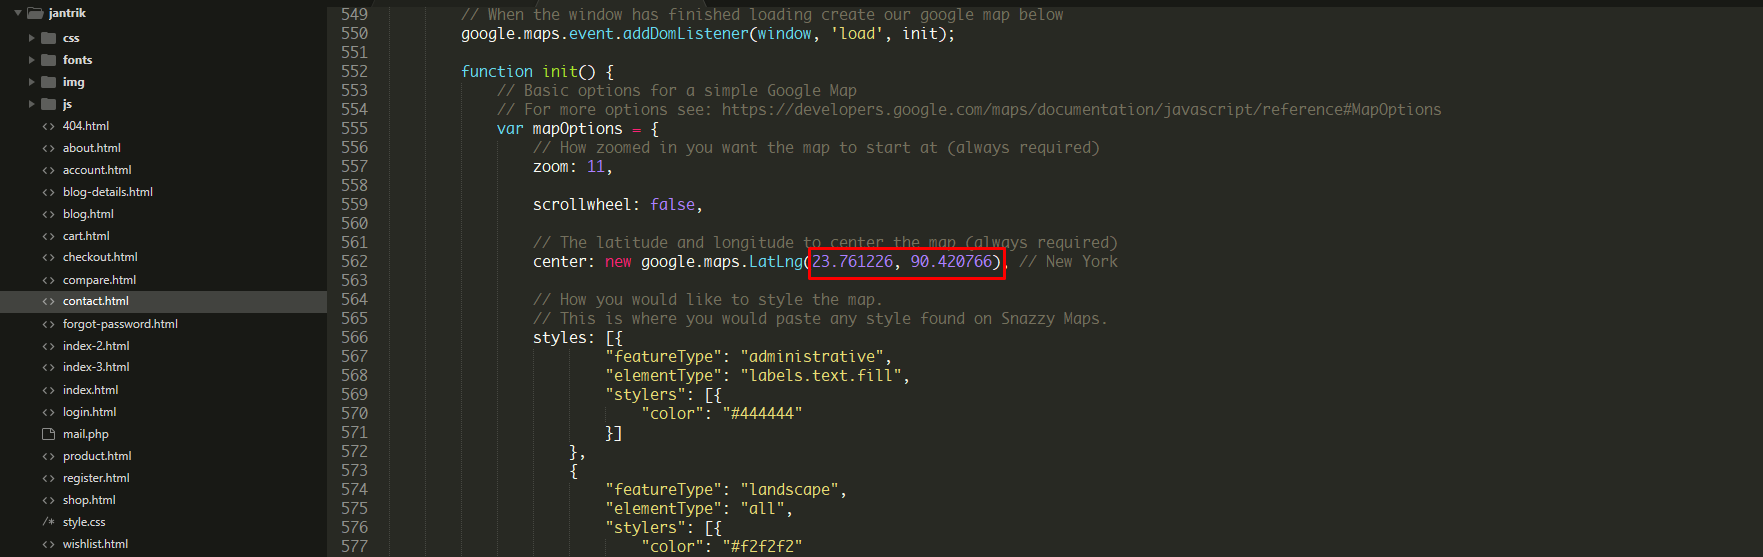 jantrik
css
fonts
img
js
404.html
about.html
account.html
blog-details.html
blog.html
cart.html
checkout.html
compare.html
contact.html
forgot-password.html
index-2.html
index-3.html
index.html
login.html
mail.php
product.html
register.html
shop.html
style.css
wishlist.html
549 // When the window has finished loading create our google map below
550 google.maps.event.addDomListener(window, 'load', init);
551
552 function init() {
553 // Basic options for a simple Google Map
554 // For more options see: https://developers.google.com/maps/documentation/javascript/reference#MapOptions
555 var mapOptions = {
556 // How zoomed in you want the map to start at (always required)
557 zoom: 11,
558
559 scrollwheel: false,
560
561 // The latitude and longitude to center the map (always required)
562 center: new google.maps.LatLng(23.761226, 90.420766), // New York
563
564 // How you would like to style the map.
565 // This is where you would paste any style found on Snazzy Maps.
566 styles: [{
567 "featureType": "administrative",
568 "elementType": "labels.text.fill",
569 "stylers": [{
570 "color": "#444444"
571 }]
572 },
573 {
574 "featureType": "landscape",
575 "elementType": "all",
576 "stylers": [{
577 "color": "#f2f2f2"